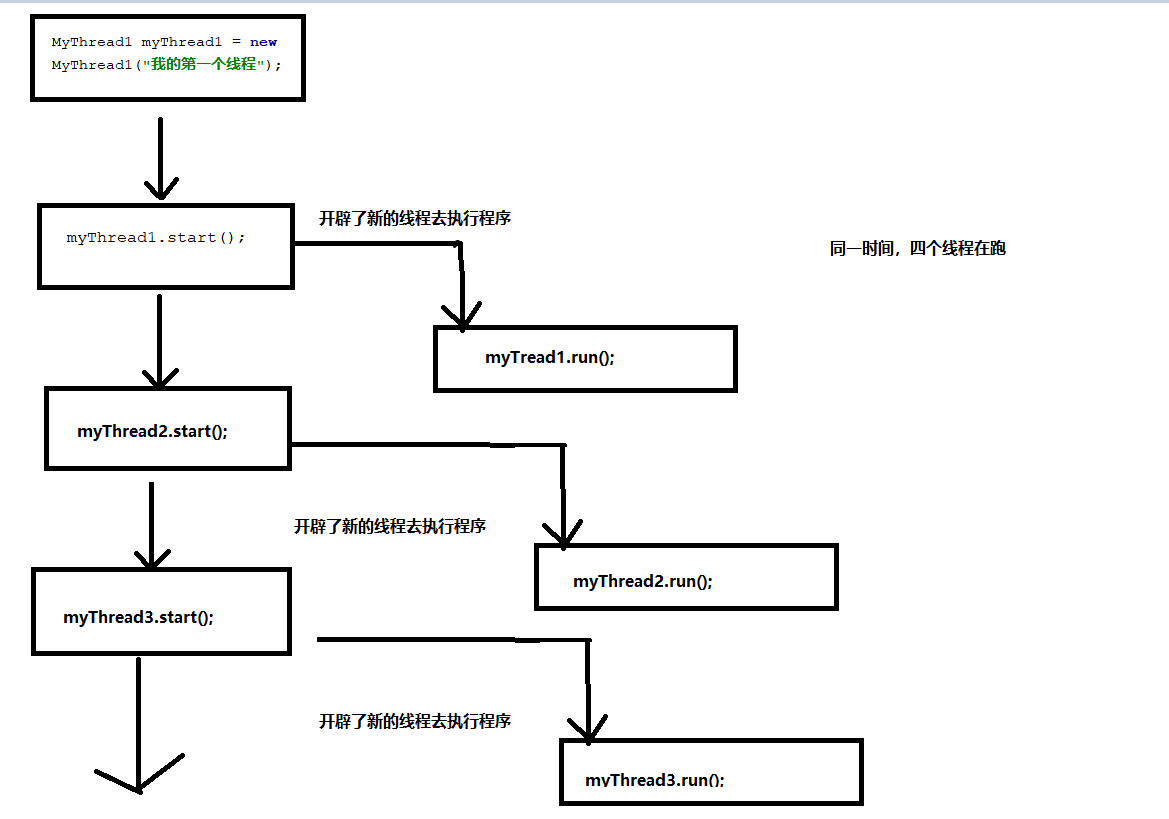 MyThread1 myThread1 = new
MyThread1("我的第一个线程");
开辟了新的线程去执行程序
myThread1.start();
同一时间，四个线程在跑
myTread1.run();
myThread2.start();
开辟了新的线程去执行程序
myThread2.run();
myThread3.start();
开辟了新的线程去执行程序
myThread3.run();